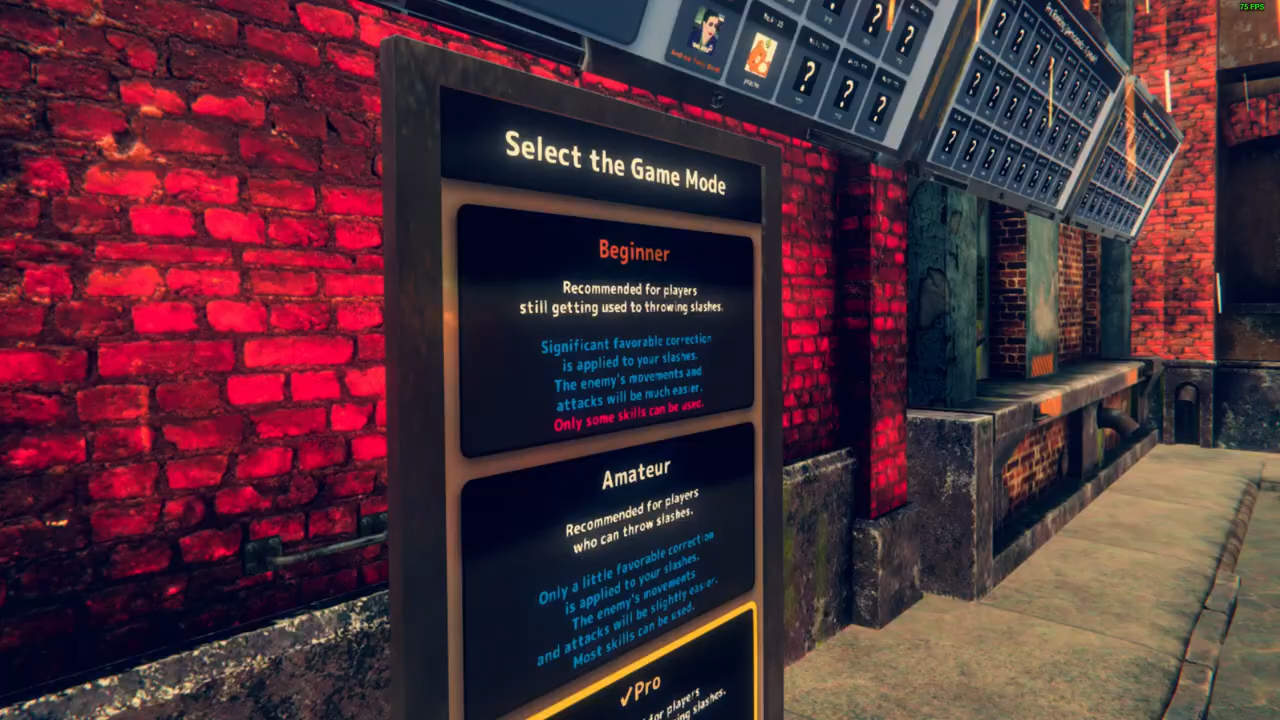 75 FPS
Select the Game Mode
Beginner
Recommended for players
still getting used to throwing slashes.
Significant favorable correction
is applied to your slashes.
The enemy's movements and
attacks will be much easier.
Only some skills can be used.
Amateur
Recommended for players
who can throw slashes.
Only a little favorable correction
is applied to your slashes.
The enemy's movements
and attacks will be slightly easier.
Most skills can be used.
✓Pro
for players
slashes.